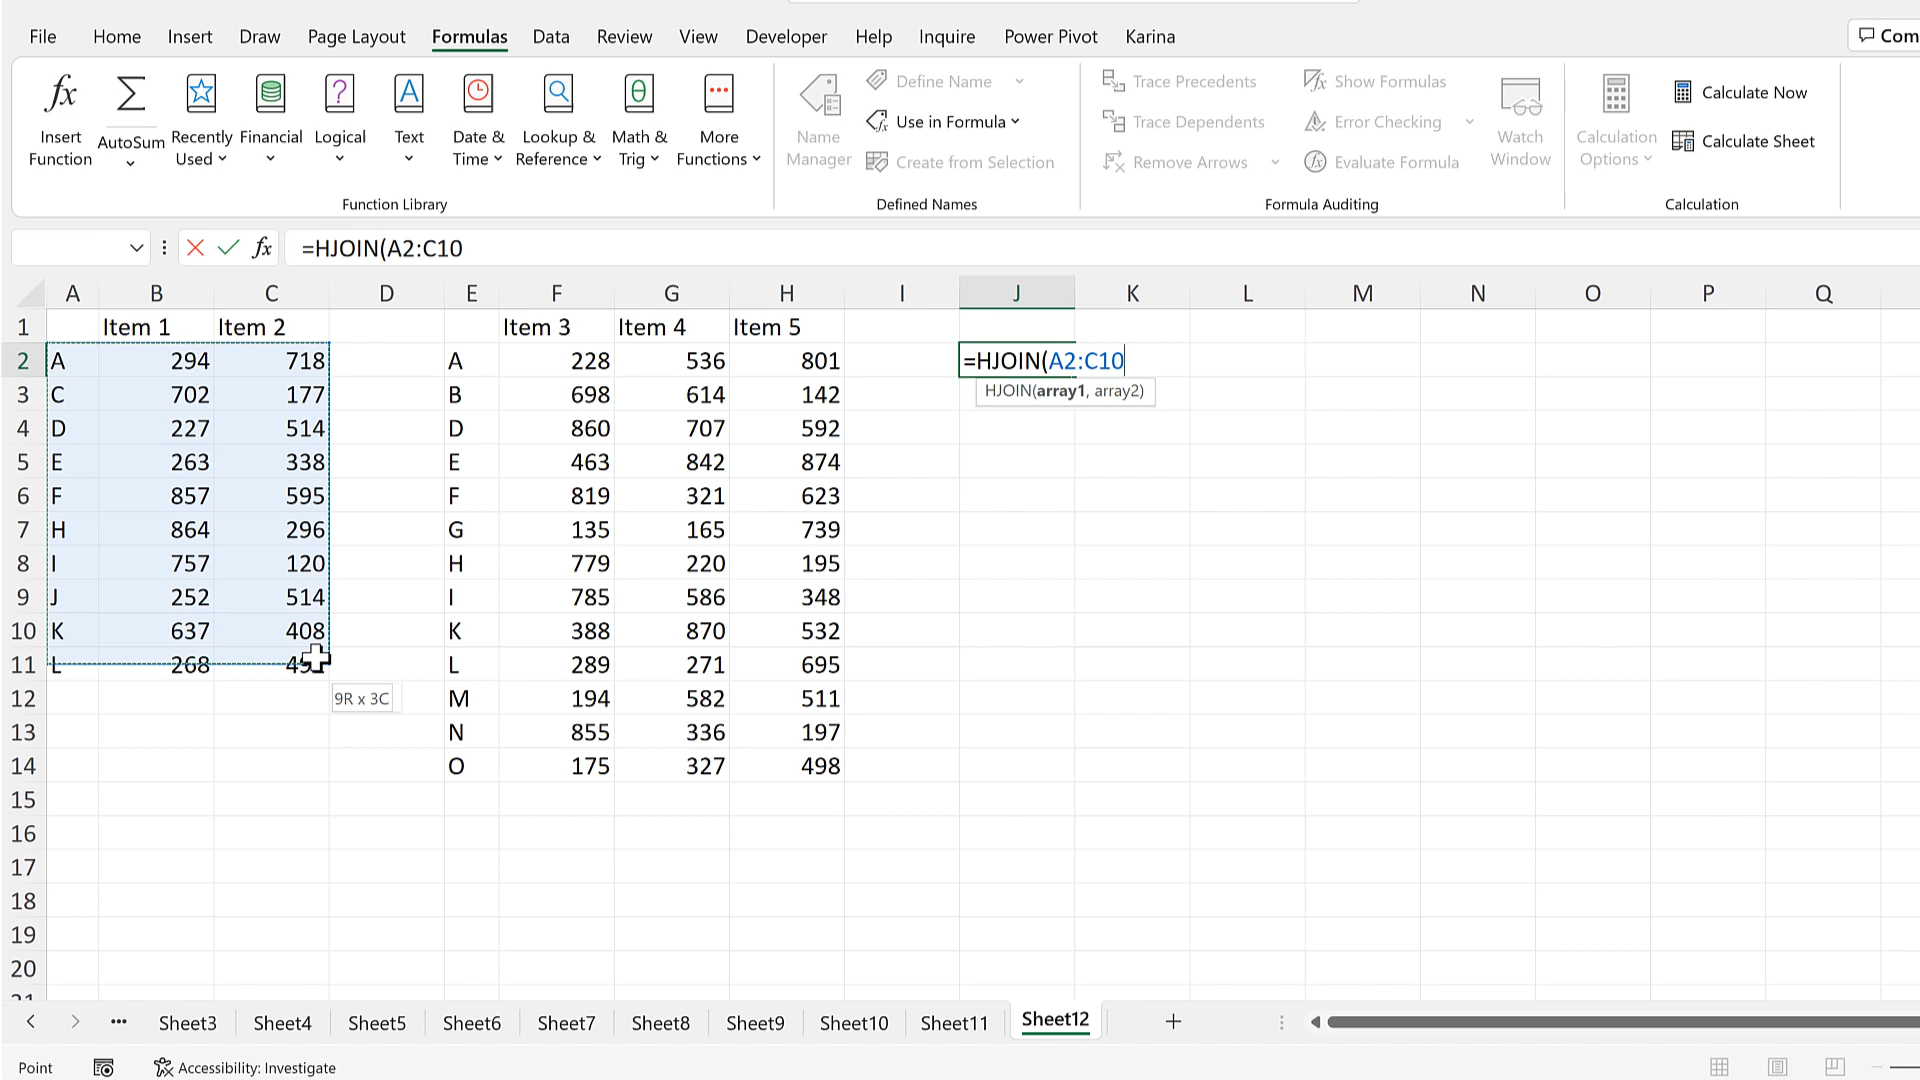 File Home Insert Draw Page Layout Formulas Data Review View Developer Help Inquire Power Pivot Karina Com
fx Insert Function
AutoSum
Recently Used
Financial
Logical
Text
Date & Time
Lookup & Reference
Math & Trig
More Functions
Function Library
Name Manager
Define Name
Use in Formula
Create from Selection
Defined Names
Trace Precedents
Trace Dependents
Remove Arrows
Show Formulas
Error Checking
Evaluate Formula
Watch Window
Formula Auditing
Calculation Options
Calculate Now
Calculate Sheet
Calculation
fx =HJOIN(A2:C10
A B C D E F G H I J K L M N O P Q
1 Item 1 Item 2 Item 3 Item 4 Item 5
2 A 294 718 A 228 536 801 =HJOIN(A2:C10
3 C 702 177 B 698 614 142 HJOIN(array1, array2)
4 D 227 514 D 860 707 592
5 E 263 338 E 463 842 874
6 F 857 595 F 819 321 623
7 H 864 296 G 135 165 739
8 I 757 120 H 779 220 195
9 J 252 514 I 785 586 348
10 K 637 408 K 388 870 532
11 L 268 L 289 271 695
9R x 3C
12 M 194 582 511
13 N 855 336 197
14 O 175 327 498
15
16
17
18
19
20
21
Sheet3 Sheet4 Sheet5 Sheet6 Sheet7 Sheet8 Sheet9 Sheet10 Sheet11 Sheet12
Point Accessibility: Investigate